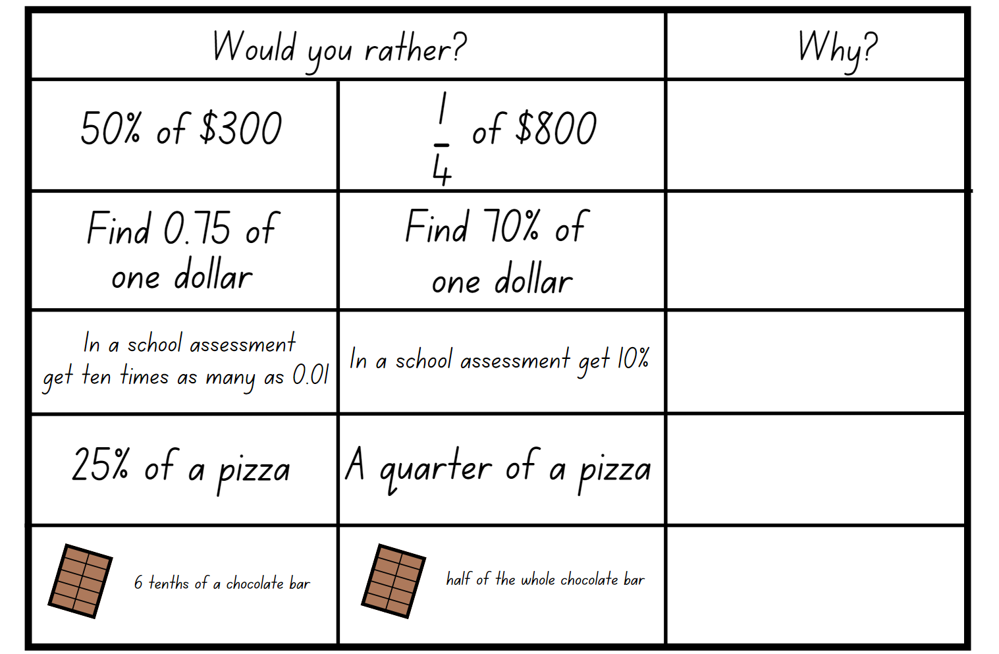 Would you rather?
Why?
50% of $300
1
4
of $800
Find 0.75 of
one dollar
Find 70% of
one dollar
In a school assessment
get ten times as many as 0.01
In a school assessment get 10%
25% of a pizza
A quarter of a pizza
6 tenths of a chocolate bar
half of the whole chocolate bar